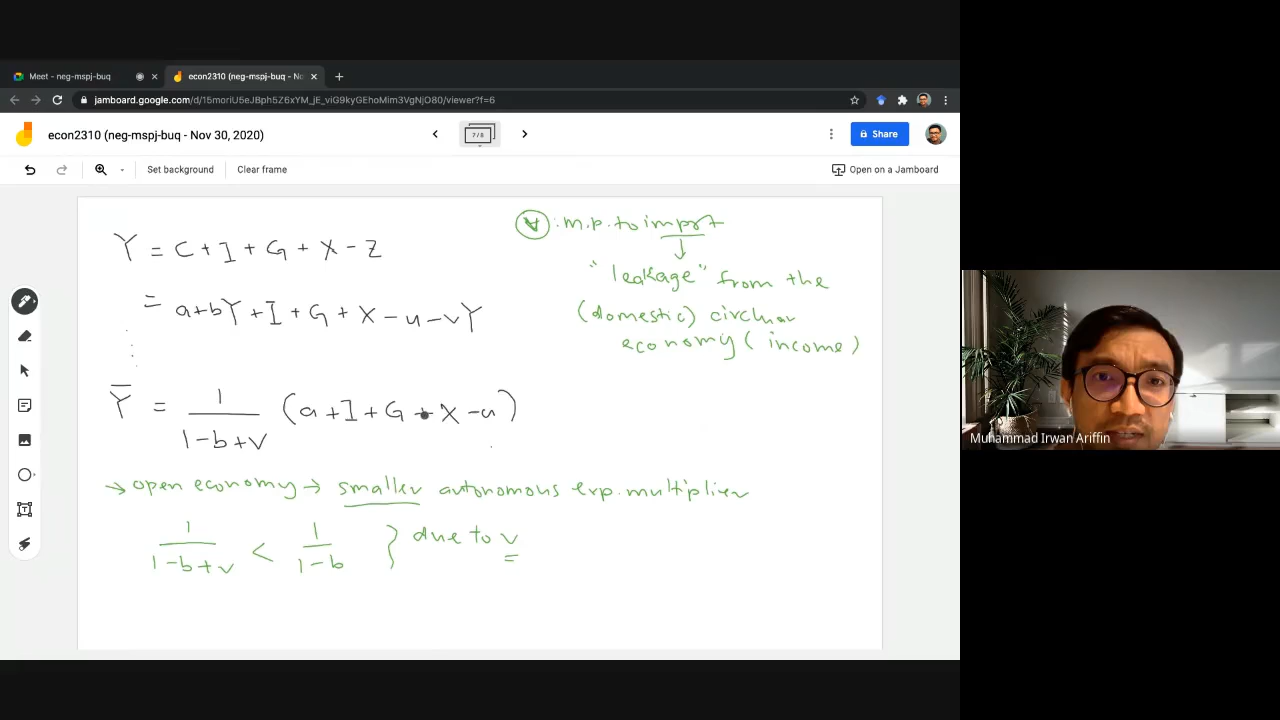 Meet - neg-mspj-buq
econ2310 (neg-mspj-buq - No
jamboard.google.com/d/15moriU5eJBph5Z6xYM_jE_viG9kyGEhoMim3VgNjO80/viewer?f=6
econ2310 (neg-mspj-buq - Nov 30, 2020)
7/8
Share
Set background
Clear frame
Open on a Jamboard
Y = C + I + G + X - Z
= a+bY + I + G + X - u - vY
Ȳ = 1/(1-b+v) (a + I + G + X - u)
→ open economy → smaller autonomous exp. multiplier
1/(1-b+v) < 1/(1-b) } due to v
v : m.p. to imprt
↓
"leakage" from the
(domestic) circular
economy (income)
Muhammad Irwan Ariffin